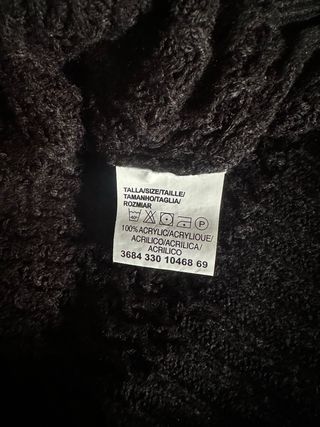 TALLA/SIZE/TAILLE/
TAMANHO/TAGLIA/
ROZMIAR
P
100% ACRYLIC/ACRYLIQUE/
ACRILICO/ACRILICA/
ACRILICO
3684 330 10468 69